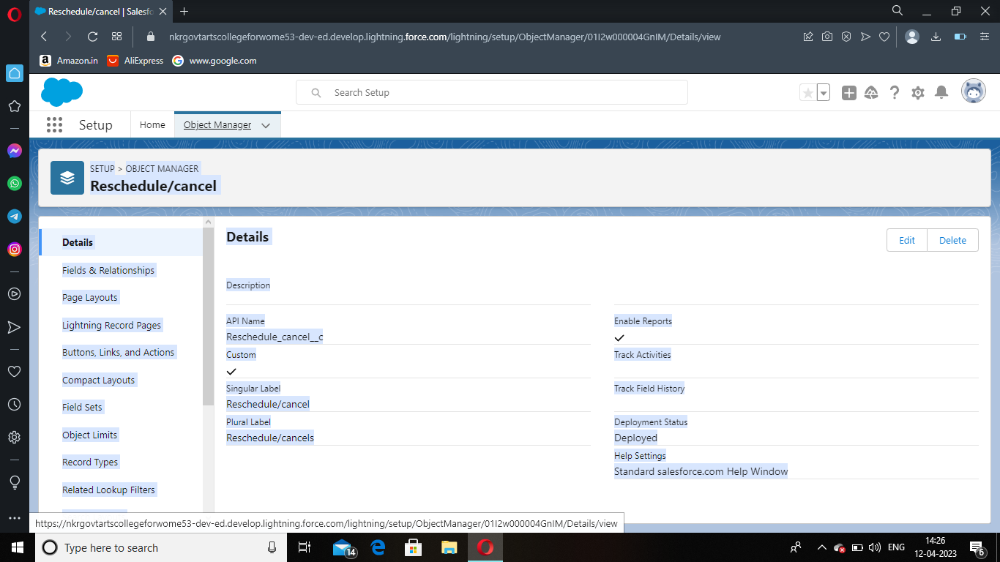 Reschedule/cancel | Salesfo
nkrgovtartscollegeforwome53-dev-ed.develop.lightning.force.com/lightning/setup/ObjectManager/01I2w000004GnIM/Details/view
Amazon.in
AliExpress
www.google.com
Search Setup
Setup
Home
Object Manager
SETUP > OBJECT MANAGER
Reschedule/cancel
Details
Fields & Relationships
Page Layouts
Lightning Record Pages
Buttons, Links, and Actions
Compact Layouts
Field Sets
Object Limits
Record Types
Related Lookup Filters
Details
Edit
Delete
Description
API Name
Reschedule_cancel__c
Custom
Singular Label
Reschedule/cancel
Plural Label
Reschedule/cancels
Enable Reports
Track Activities
Track Field History
Deployment Status
Deployed
Help Settings
Standard salesforce.com Help Window
https://nkrgovtartscollegeforwome53-dev-ed.develop.lightning.force.com/lightning/setup/ObjectManager/01I2w000004GnIM/Details/view
Type here to search
14
ENG
14:26
12-04-2023
6